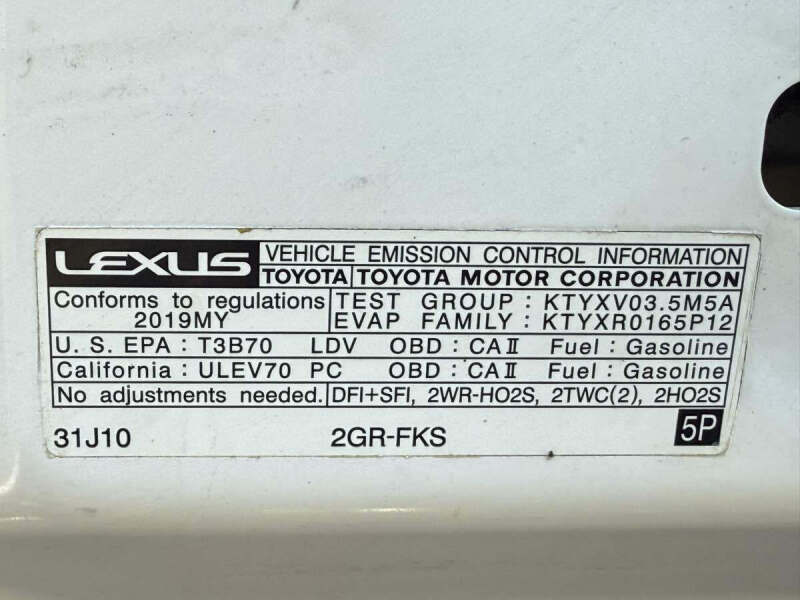 LEXUS VEHICLE EMISSION CONTROL INFORMATION
TOYOTA TOYOTA MOTOR CORPORATION
Conforms to regulations TEST GROUP : KTYXV03.5M5A
2019MY EVAP FAMILY : KTYXR0165P12
U. S. EPA : T3B70 LDV OBD : CAⅡ Fuel : Gasoline
California : ULEV70 PC OBD : CAⅡ Fuel : Gasoline
No adjustments needed. DFI+SFI, 2WR-HO2S, 2TWC(2), 2HO2S
31J10 2GR-FKS 5P